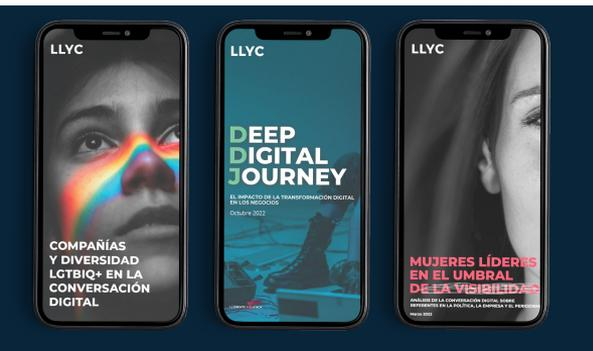 LLYC
COMPAÑÍAS
Y DIVERSIDAD
LGTBIQ+ EN LA
CONVERSACIÓN
DIGITAL
LLYC
DEEP
DIGITAL
JOURNEY
EL IMPACTO DE LA TRANSFORMACIÓN DIGITAL
EN LOS NEGOCIOS
Octubre 2022
LLYC
MUJERES LÍDERES
EN EL UMBRAL
DE LA VISIBILIDAD
ANÁLISIS DE LA CONVERSACIÓN DIGITAL SOBRE
REFERENTES EN LA POLÍTICA, LA EMPRESA Y EL PERIODISMO
Marzo 2022